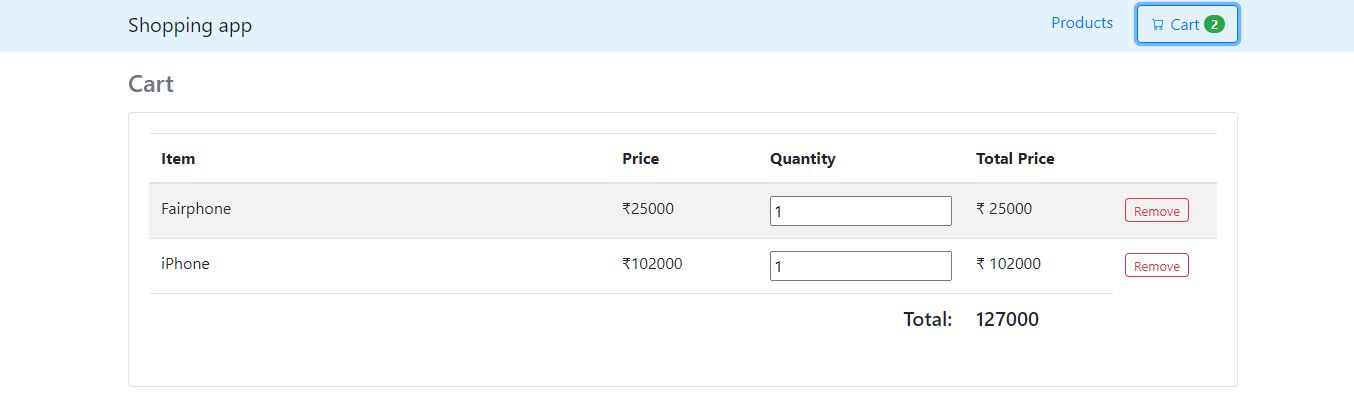 Shopping app Products Cart 2
Cart
Item Price Quantity Total Price
Fairphone ₹25000 1 ₹ 25000 Remove
iPhone ₹102000 1 ₹ 102000 Remove
Total: 127000